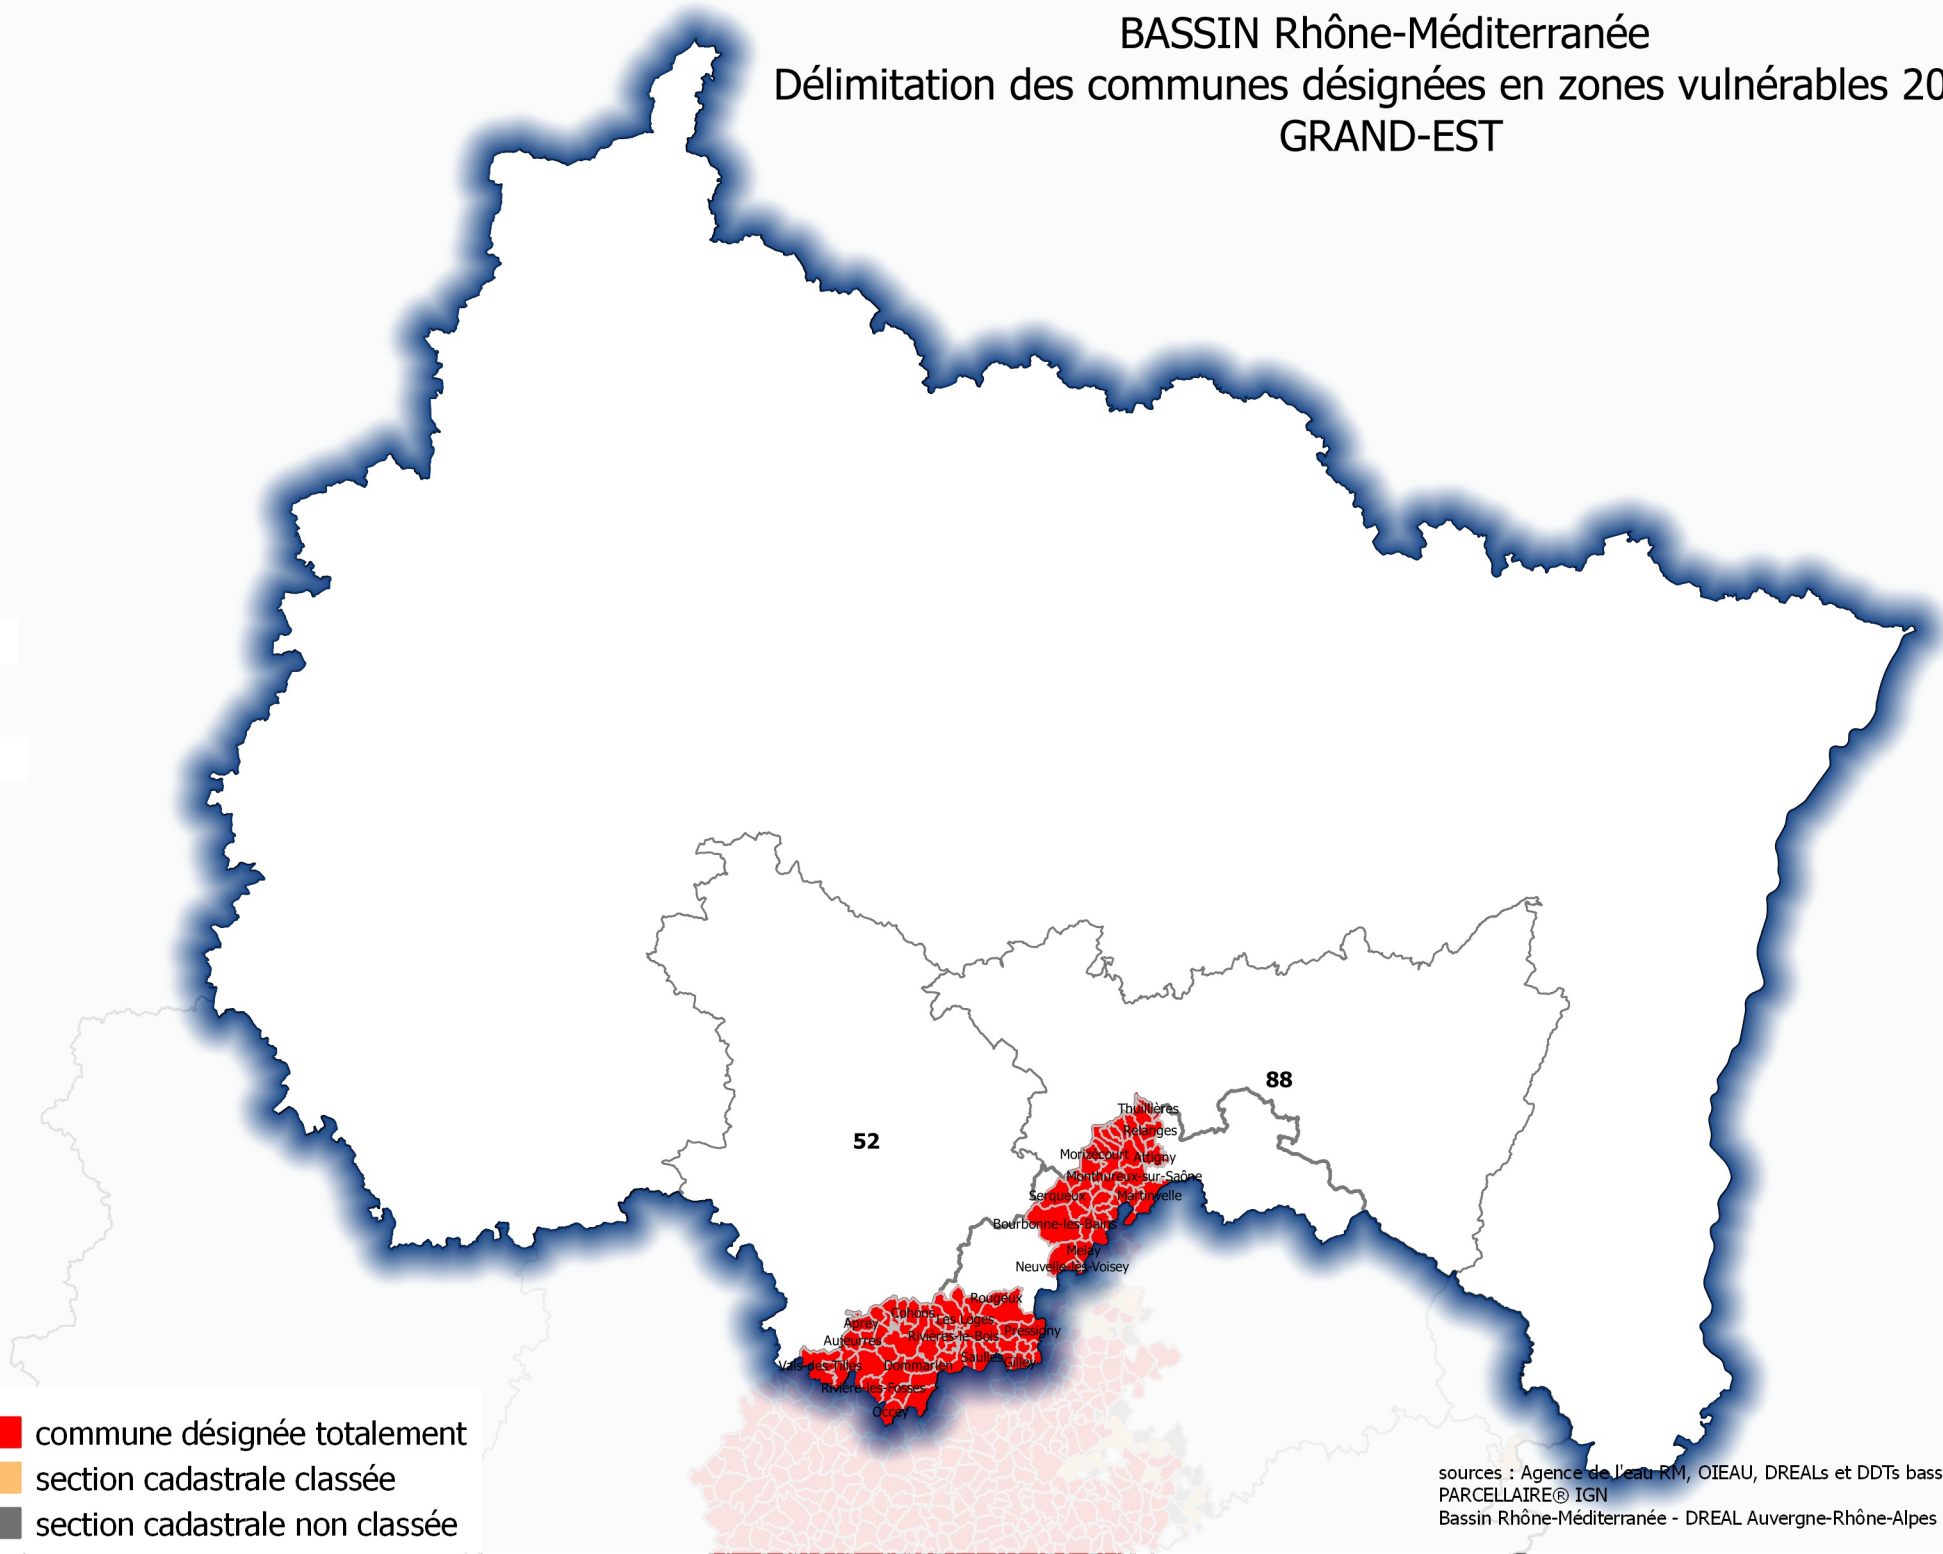 BASSIN Rhône-Méditerranée
Délimitation des communes désignées en zones vulnérables 20
GRAND-EST
88
52
Thuillières
Relanges
Morizécourt
Attigny
Monthureux-sur-Saône
Serqueux
Martinvelle
Bourbonne-les-Bains
Melay
Neuvelle-lès-Voisey
Rougeux
Cohons
Les Loges
Aprey
Pressigny
Rivières-le-Bois
Aujeurres
Saulles
Gilley
Vals-des-Tilles
Dommarien
Rivière-les-Fosses
Occey
commune désignée totalement
section cadastrale classée
section cadastrale non classée
sources : Agence de l'eau RM, OIEAU, DREALs et DDTs bass
PARCELLAIRE® IGN
Bassin Rhône-Méditerranée - DREAL Auvergne-Rhône-Alpes